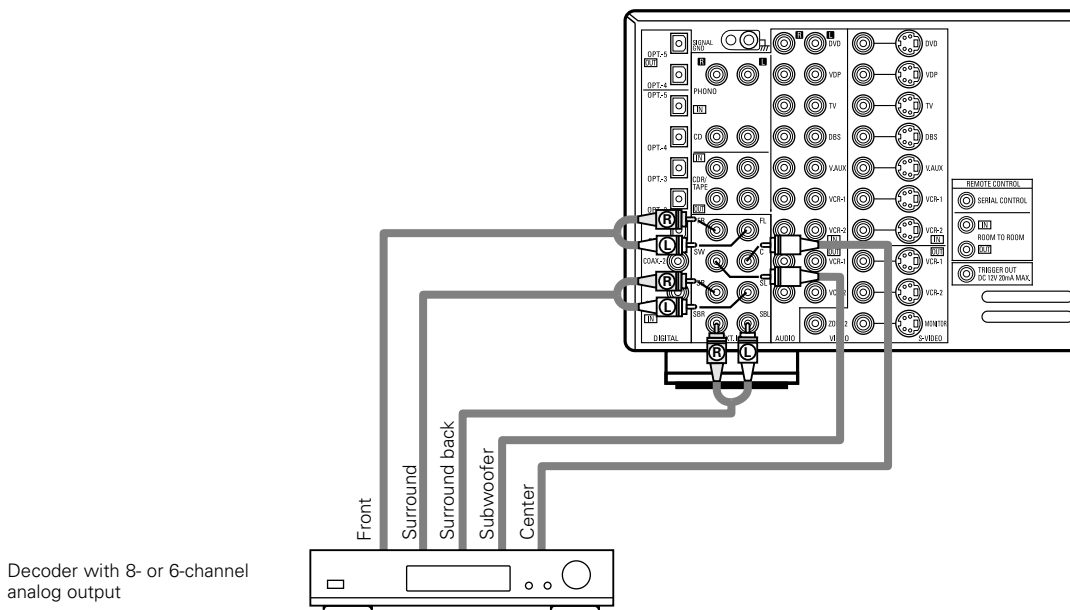 SIGNAL GND
R L
DVD
DVD
OPT.-5
OUT
OPT.-4
R L
VDP
VDP
PHONO
OPT.-5
IN
TV
TV
OPT.-4
CD
DBS
DBS
IN
OPT.-3
CDR/
TAPE
V.AUX
V.AUX
OUT
VCR-1
VCR-1
REMOTE CONTROL
SERIAL CONTROL
IN
ROOM TO ROOM
OUT
TRIGGER OUT
DC 12V 20mA MAX.
R
FL
VCR-2
IN
VCR-2
IN
L
SW
C
OUT
OUT
COAX.-2
VCR-1
VCR-1
R
SL
L
VCR-2
VCR-2
IN
SBR
SBL
MONITOR
DIGITAL
AUDIO
S-VIDEO
R L
Front
Surround
Surround back
Subwoofer
Center
Decoder with 8- or 6-channel
analog output